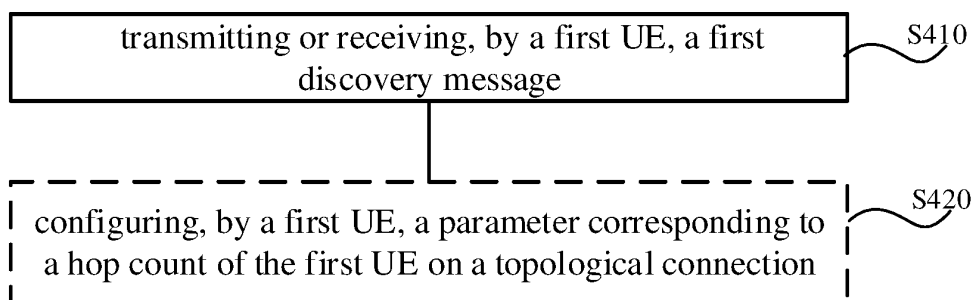 transmitting or receiving, by a first UE, a first
discovery message
S410
configuring, by a first UE, a parameter corresponding to
a hop count of the first UE on a topological connection
S420